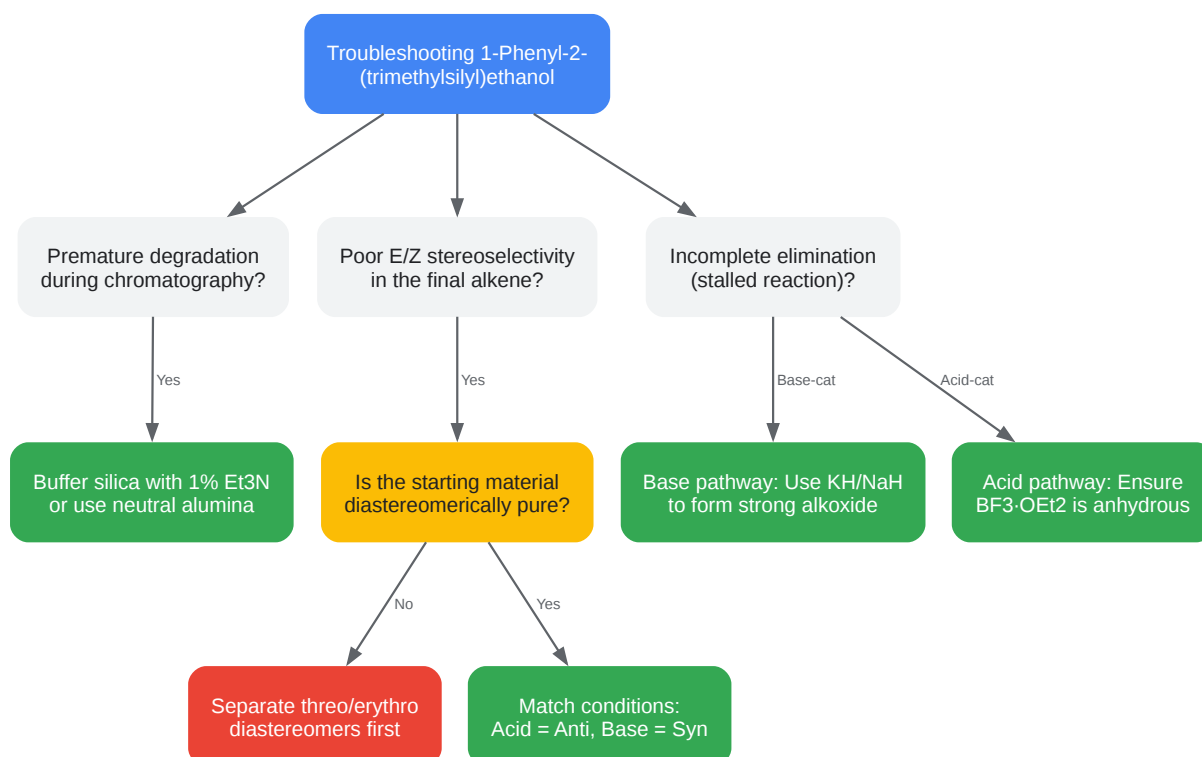 Troubleshooting 1-Phenyl-2-
(trimethylsilyl)ethanol
Premature degradation
during chromatography?
Poor E/Z stereoselectivity
in the final alkene?
Incomplete elimination
(stalled reaction)?
Yes
Yes
Base-cat
Acid-cat
Buffer silica with 1% Et3N
or use neutral alumina
Is the starting material
diastereomerically pure?
Base pathway: Use KH/NaH
to form strong alkoxide
Acid pathway: Ensure
BF3·OEt2 is anhydrous
No
Yes
Separate threo/erythro
diastereomers first
Match conditions:
Acid = Anti, Base = Syn